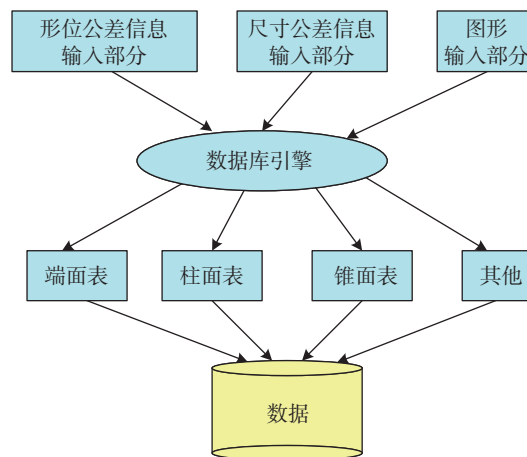 形位公差信息
输入部分
尺寸公差信息
输入部分
图形
输入部分
数据库引擎
端面表
柱面表
锥面表
其他
数据